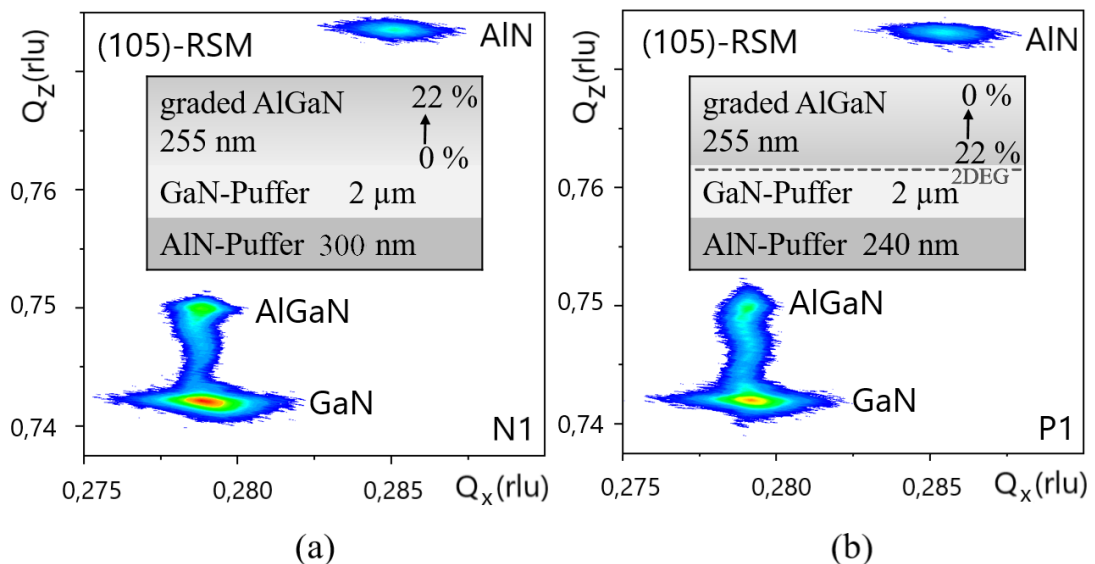 (105)-RSM
AlN
Q_z(rlu)
graded AlGaN 22 %
255 nm
0 %
GaN-Puffer 2 µm
AlN-Puffer 300 nm
0,76
0,75
0,74
AlGaN
GaN
N1
0,275 0,280 0,285 Q_x(rlu)
(a)
(105)-RSM
AlN
Q_z(rlu)
graded AlGaN 0 %
255 nm
22 %
2DEG
GaN-Puffer 2 µm
AlN-Puffer 240 nm
0,76
0,75
0,74
AlGaN
GaN
P1
0,275 0,280 0,285 Q_x(rlu)
(b)